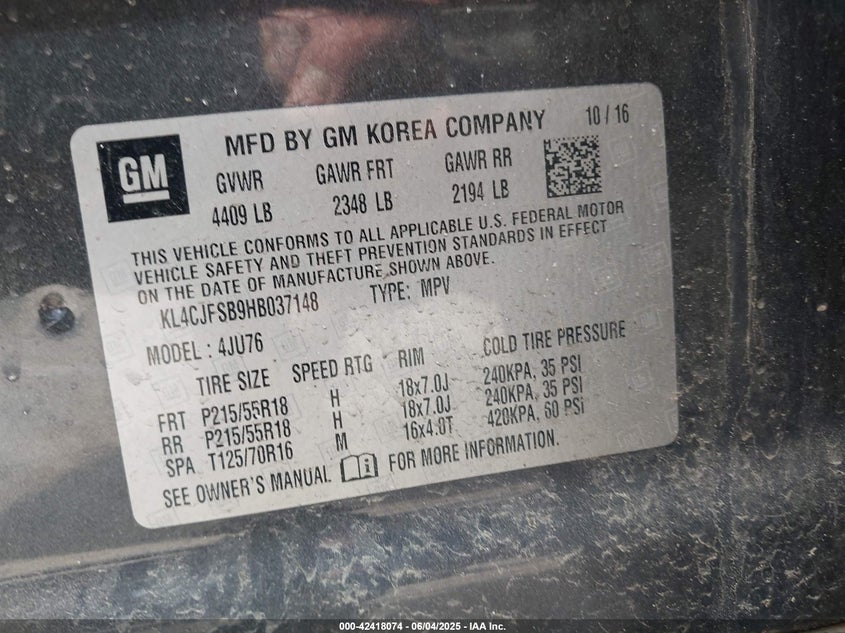 MFD BY GM KOREA COMPANY 10 / 16
GM
GVWR GAWR FRT GAWR RR
4409 LB 2348 LB 2194 LB
THIS VEHICLE CONFORMS TO ALL APPLICABLE U.S. FEDERAL MOTOR
VEHICLE SAFETY AND THEFT PREVENTION STANDARDS IN EFFECT
ON THE DATE OF MANUFACTURE SHOWN ABOVE.
KL4CJFSB9HB037148 TYPE: MPV
MODEL : 4JU76
TIRE SIZE SPEED RTG RIM COLD TIRE PRESSURE
FRT P215/55R18 H 18x7.0J 240KPA, 35 PSI
RR P215/55R18 H 18x7.0J 240KPA, 35 PSI
SPA T125/70R16 M 16x4.0T 420KPA, 60 PSi
SEE OWNER'S MANUAL FOR MORE INFORMATION.
000-42418074 - 06/04/2025 - IAA Inc.